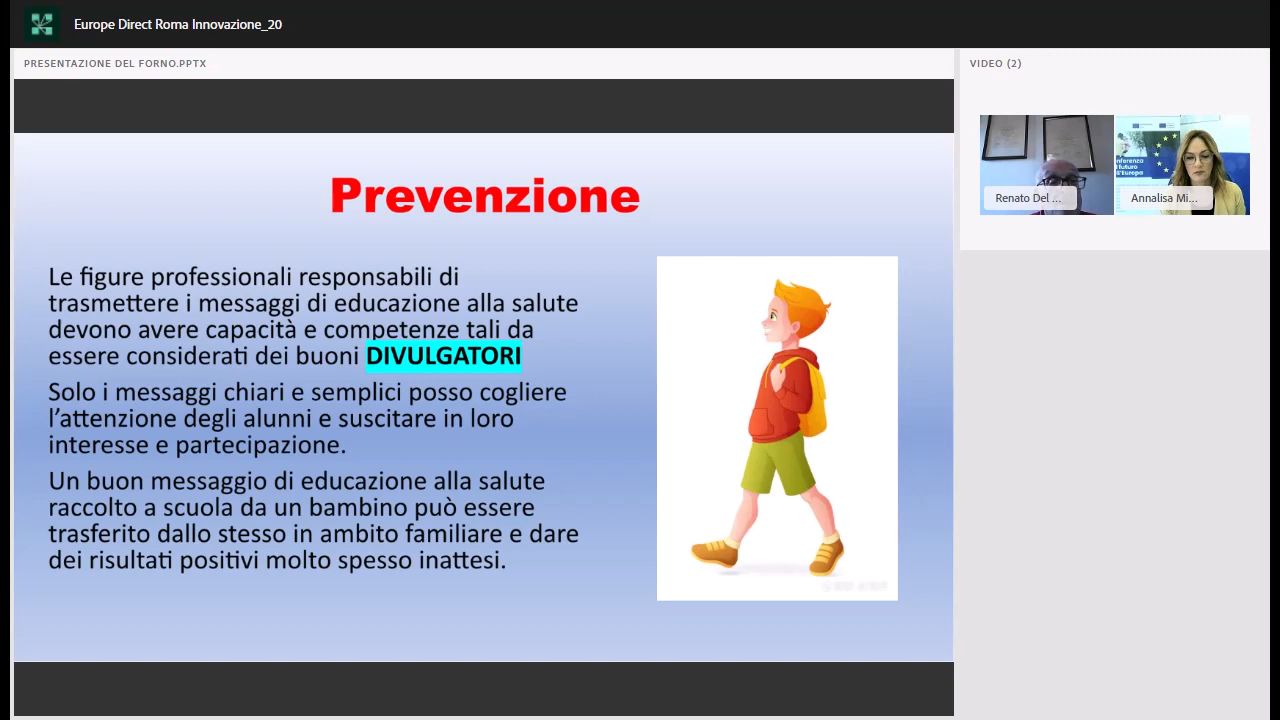 Europe Direct Roma Innovazione_20
PRESENTAZIONE DEL FORNO.PPTX
VIDEO (2)
Prevenzione
Le figure professionali responsabili di
trasmettere i messaggi di educazione alla salute
devono avere capacità e competenze tali da
essere considerati dei buoni DIVULGATORI
Solo i messaggi chiari e semplici posso cogliere
l'attenzione degli alunni e suscitare in loro
interesse e partecipazione.
Un buon messaggio di educazione alla salute
raccolto a scuola da un bambino può essere
trasferito dallo stesso in ambito familiare e dare
dei risultati positivi molto spesso inattesi.
Renato Del ...
Annalisa Mi...